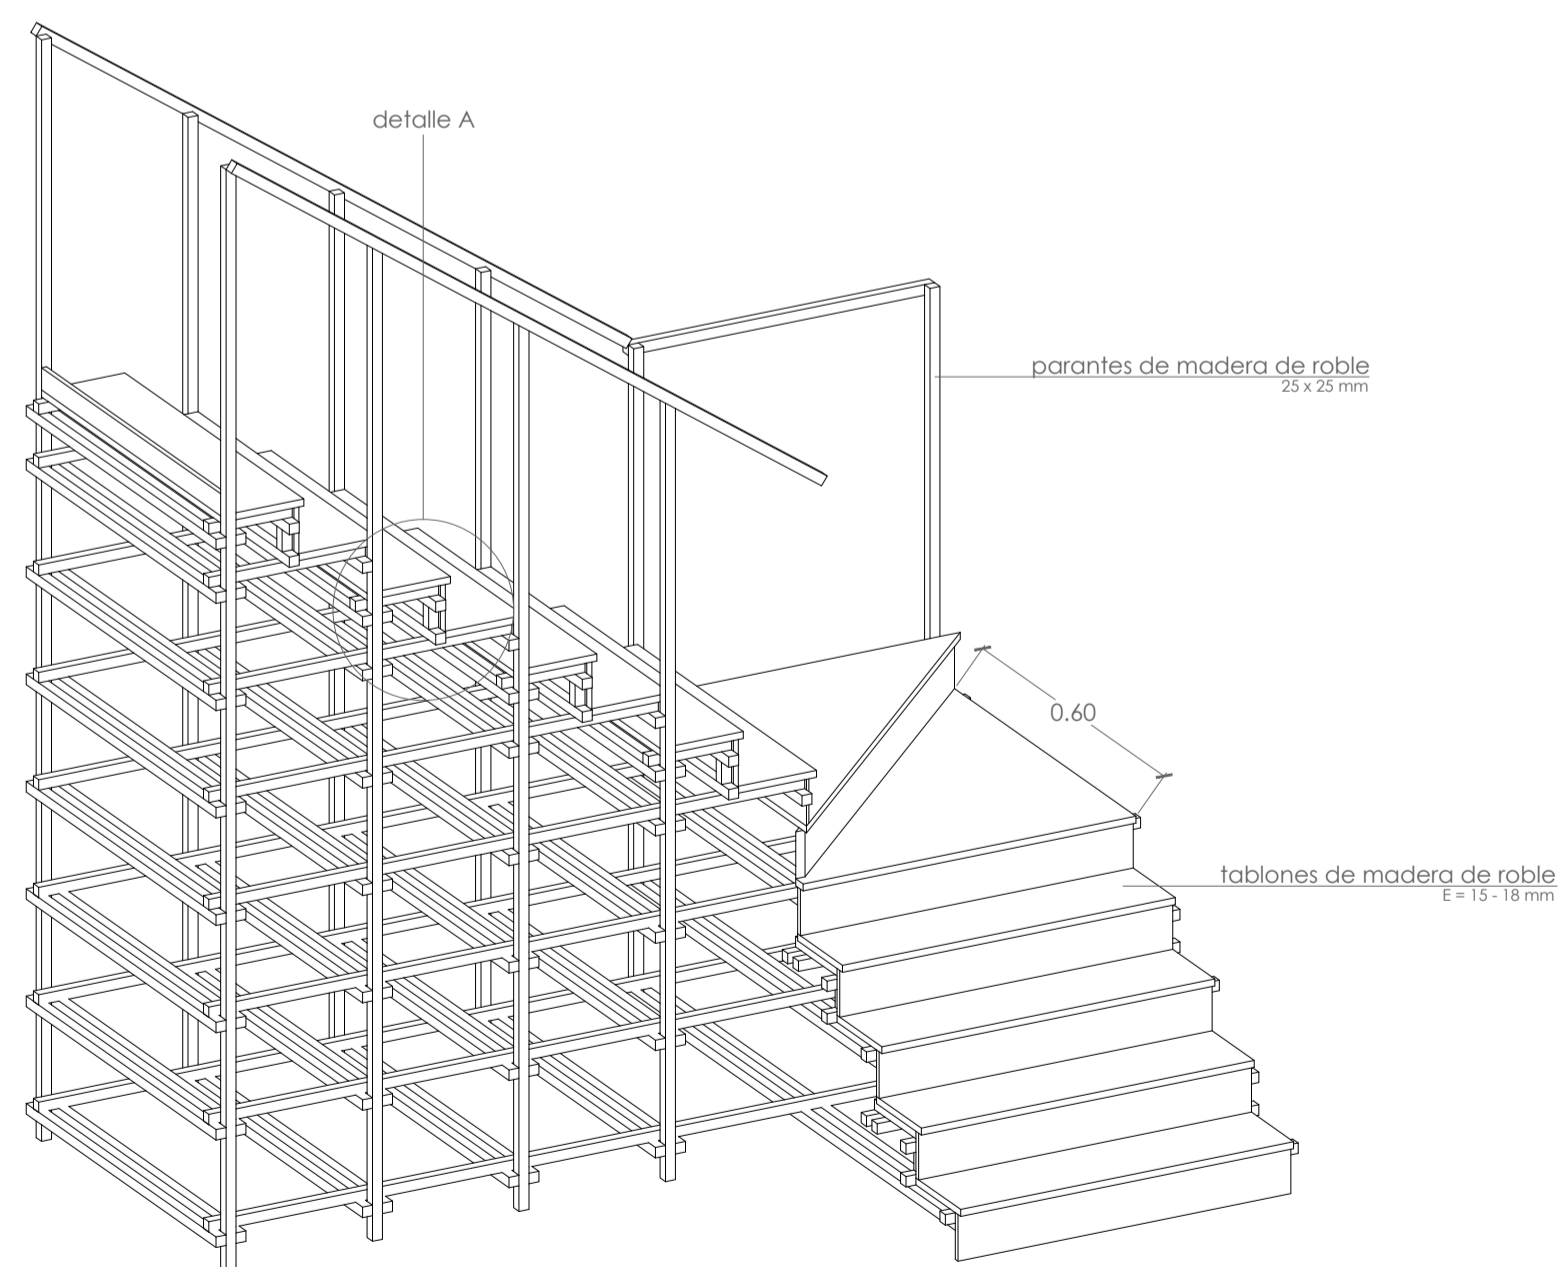 detalle A
parantes de madera de roble
25 x 25 mm
0.60
tablones de madera de roble
E = 15 - 18 mm